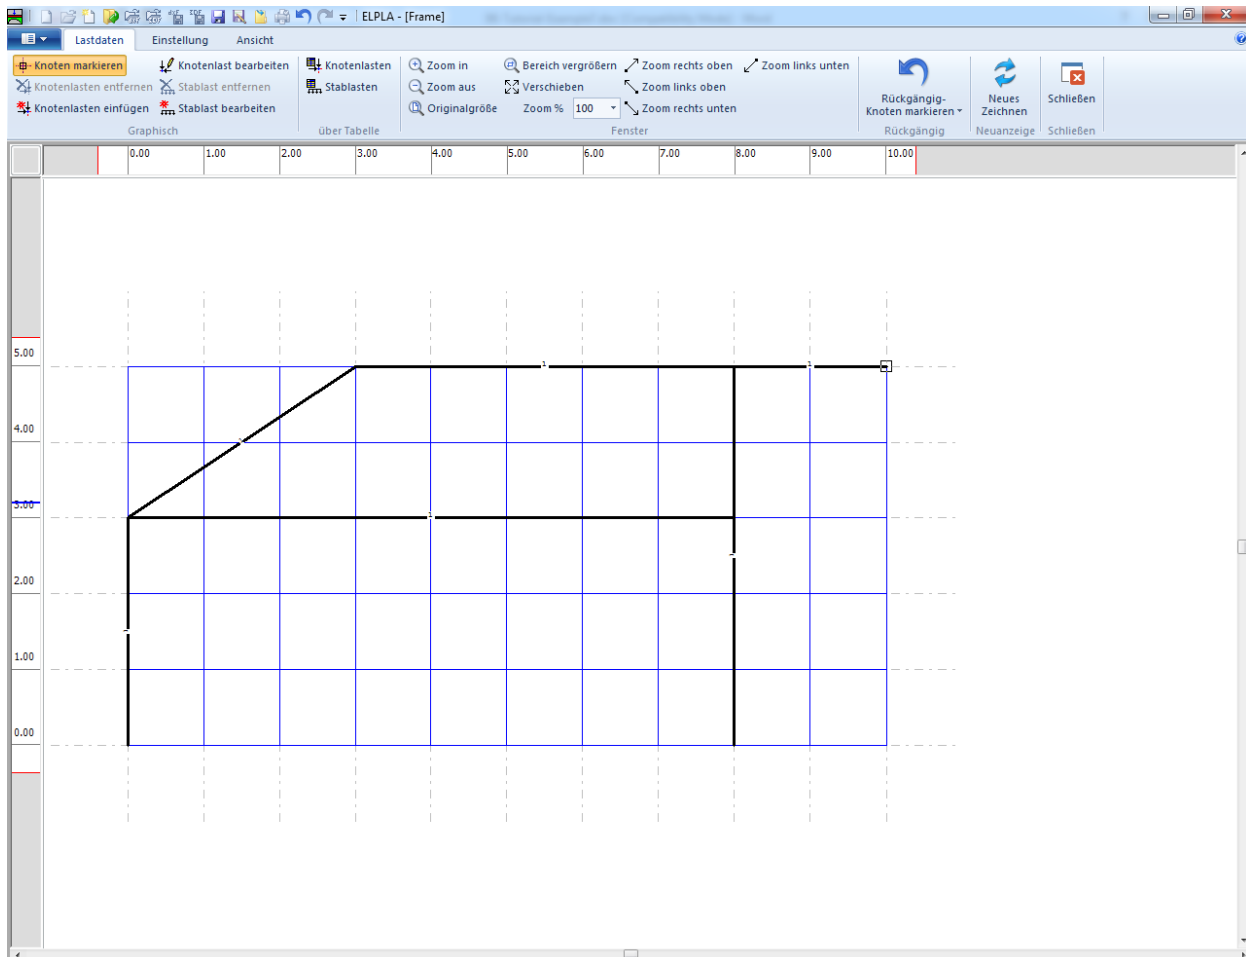 ELPLA - [Frame]
Lastdaten Einstellung Ansicht
Knoten markieren Knotenlast bearbeiten Knotenlasten Zoom in Bereich vergrößern Zoom rechts oben Zoom links unten
Knotenlasten entfernen Stablast entfernen Stablasten Zoom aus Verschieben Zoom links oben
Knotenlasten einfügen Stablast bearbeiten Originalgröße Zoom % 100 Zoom rechts unten
Rückgängig-
Knoten markieren
Neues
Zeichnen
Schließen
Graphisch über Tabelle Fenster Rückgängig Neuanzeige Schließen
0.00 1.00 2.00 3.00 4.00 5.00 6.00 7.00 8.00 9.00 10.00
5.00
1 1
4.00
3.00
1
2.00
1.00
0.00